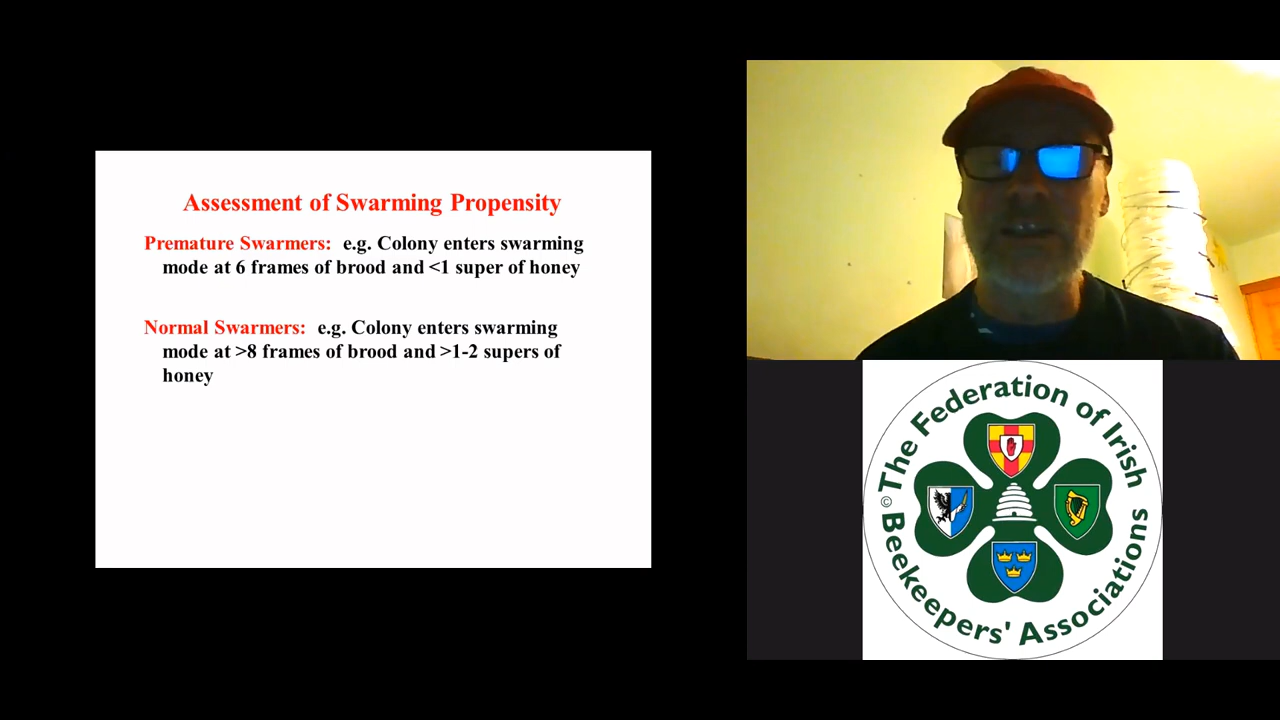 Assessment of Swarming Propensity
Premature Swarmers: e.g. Colony enters swarming
mode at 6 frames of brood and <1 super of honey
Normal Swarmers: e.g. Colony enters swarming
mode at >8 frames of brood and >1-2 supers of
honey
The Federation of Irish
© Beekeepers' Associations